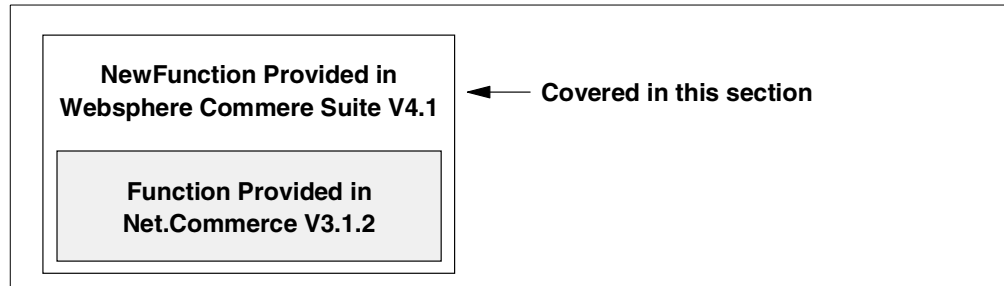 NewFunction Provided in
Websphere Commere Suite V4.1
Covered in this section
Function Provided in
Net.Commerce V3.1.2